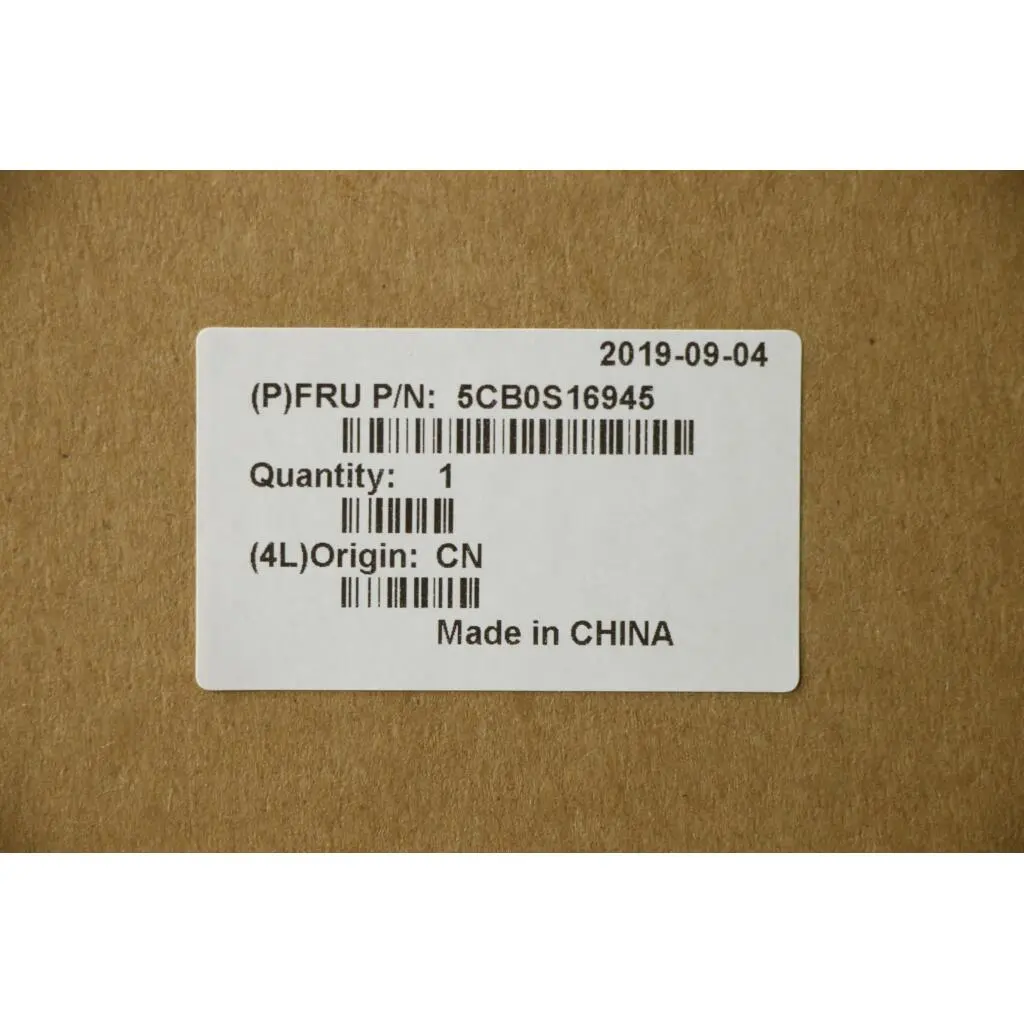 2019-09-04
(P)FRU P/N: 5CB0S16945
Quantity: 1
(4L)Origin: CN
Made in CHINA